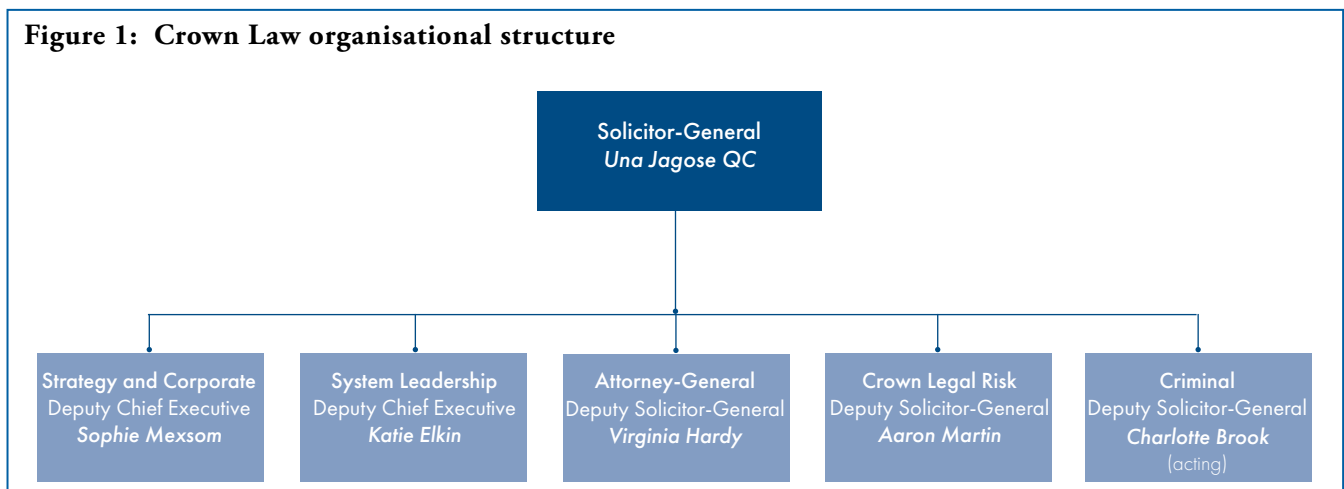 Figure 1: Crown Law organisational structure
Solicitor-General
Una Jagose QC
Strategy and Corporate
Deputy Chief Executive
Sophie Mexsom
System Leadership
Deputy Chief Executive
Katie Elkin
Attorney-General
Deputy Solicitor-General
Virginia Hardy
Crown Legal Risk
Deputy Solicitor-General
Aaron Martin
Criminal
Deputy Solicitor-General
Charlotte Brook
(acting)